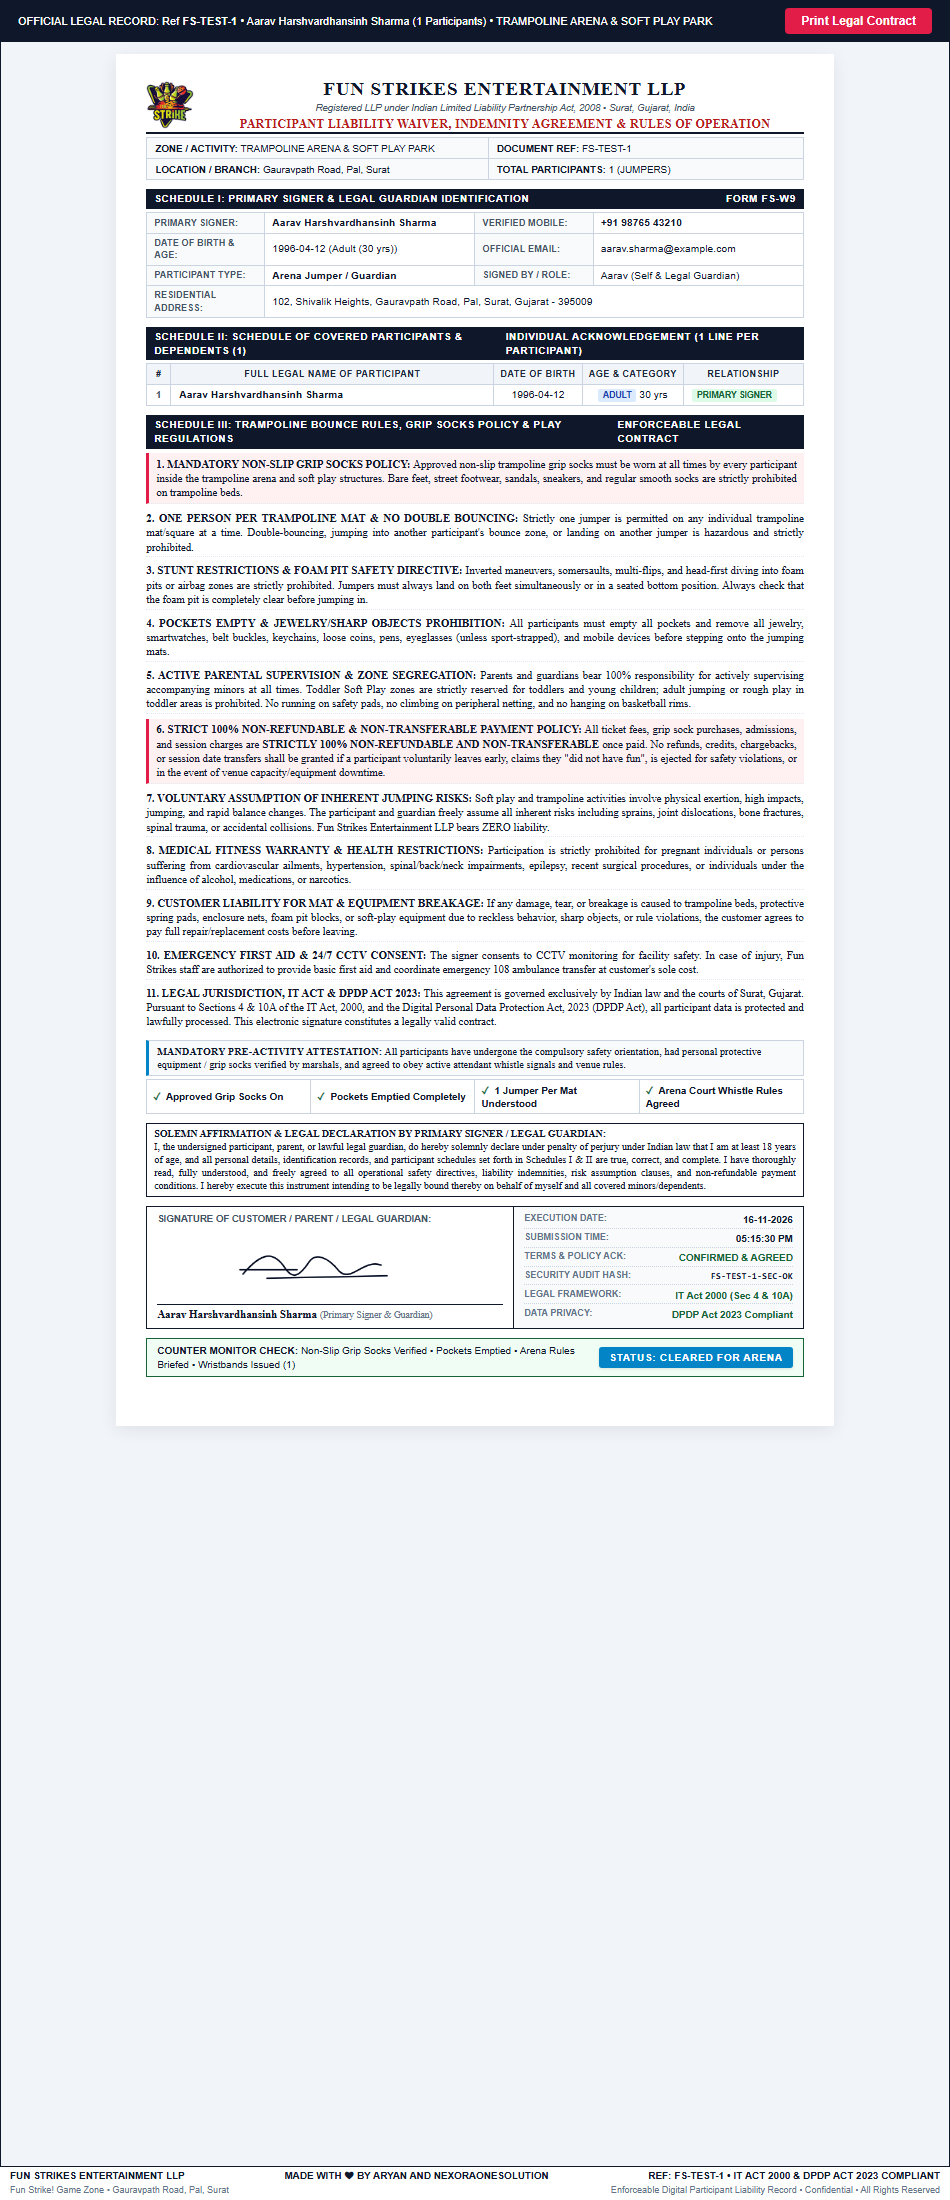 OFFICIAL LEGAL RECORD: Ref FS-TEST-1 • Aarav Harshvardhansinh Sharma (1 Participants) • TRAMPOLINE ARENA & SOFT PLAY PARK
Print Legal Contract
STRIKE
FUN STRIKES ENTERTAINMENT LLP
Registered LLP under Indian Limited Liability Partnership Act, 2008 • Surat, Gujarat, India
PARTICIPANT LIABILITY WAIVER, INDEMNITY AGREEMENT & RULES OF OPERATION
ZONE / ACTIVITY: TRAMPOLINE ARENA & SOFT PLAY PARK
DOCUMENT REF: FS-TEST-1
LOCATION / BRANCH: Gauravpath Road, Pal, Surat
TOTAL PARTICIPANTS: 1 (JUMPERS)
SCHEDULE I: PRIMARY SIGNER & LEGAL GUARDIAN IDENTIFICATION
FORM FS-W9
PRIMARY SIGNER:
Aarav Harshvardhansinh Sharma
VERIFIED MOBILE:
+91 98765 43210
DATE OF BIRTH &
AGE:
1996-04-12 (Adult (30 yrs))
OFFICIAL EMAIL:
aarav.sharma@example.com
PARTICIPANT TYPE:
Arena Jumper / Guardian
SIGNED BY / ROLE:
Aarav (Self & Legal Guardian)
RESIDENTIAL
ADDRESS:
102, Shivalik Heights, Gauravpath Road, Pal, Surat, Gujarat - 395009
SCHEDULE II: SCHEDULE OF COVERED PARTICIPANTS &
DEPENDENTS (1)
INDIVIDUAL ACKNOWLEDGEMENT (1 LINE PER
PARTICIPANT)
# FULL LEGAL NAME OF PARTICIPANT DATE OF BIRTH AGE & CATEGORY RELATIONSHIP
1 Aarav Harshvardhansinh Sharma 1996-04-12 ADULT 30 yrs PRIMARY SIGNER
SCHEDULE III: TRAMPOLINE BOUNCE RULES, GRIP SOCKS POLICY & PLAY
REGULATIONS
ENFORCEABLE LEGAL
CONTRACT
1. MANDATORY NON-SLIP GRIP SOCKS POLICY: Approved non-slip trampoline grip socks must be worn at all times by every participant
inside the trampoline arena and soft play structures. Bare feet, street footwear, sandals, sneakers, and regular smooth socks are strictly prohibited
on trampoline beds.
2. ONE PERSON PER TRAMPOLINE MAT & NO DOUBLE BOUNCING: Strictly one jumper is permitted on any individual trampoline
mat/square at a time. Double-bouncing, jumping into another participant's bounce zone, or landing on another jumper is hazardous and strictly
prohibited.
3. STUNT RESTRICTIONS & FOAM PIT SAFETY DIRECTIVE: Inverted maneuvers, somersaults, multi-flips, and head-first diving into foam
pits or airbag zones are strictly prohibited. Jumpers must always land on both feet simultaneously or in a seated bottom position. Always check that
the foam pit is completely clear before jumping in.
4. POCKETS EMPTY & JEWELRY/SHARP OBJECTS PROHIBITION: All participants must empty all pockets and remove all jewelry,
smartwatches, belt buckles, keychains, loose coins, pens, eyeglasses (unless sport-strapped), and mobile devices before stepping onto the jumping
mats.
5. ACTIVE PARENTAL SUPERVISION & ZONE SEGREGATION: Parents and guardians bear 100% responsibility for actively supervising
accompanying minors at all times. Toddler Soft Play zones are strictly reserved for toddlers and young children; adult jumping or rough play in
toddler areas is prohibited. No running on safety pads, no climbing on peripheral netting, and no hanging on basketball rims.
6. STRICT 100% NON-REFUNDABLE & NON-TRANSFERABLE PAYMENT POLICY: All ticket fees, grip sock purchases, admissions,
and session charges are STRICTLY 100% NON-REFUNDABLE AND NON-TRANSFERABLE once paid. No refunds, credits, chargebacks,
or session date transfers shall be granted if a participant voluntarily leaves early, claims they "did not have fun", is ejected for safety violations, or
in the event of venue capacity/equipment downtime.
7. VOLUNTARY ASSUMPTION OF INHERENT JUMPING RISKS: Soft play and trampoline activities involve physical exertion, high impacts,
jumping, and rapid balance changes. The participant and guardian freely assume all inherent risks including sprains, joint dislocations, bone fractures,
spinal trauma, or accidental collisions. Fun Strikes Entertainment LLP bears ZERO liability.
8. MEDICAL FITNESS WARRANTY & HEALTH RESTRICTIONS: Participation is strictly prohibited for pregnant individuals or persons
suffering from cardiovascular ailments, hypertension, spinal/back/neck impairments, epilepsy, recent surgical procedures, or individuals under the
influence of alcohol, medications, or narcotics.
9. CUSTOMER LIABILITY FOR MAT & EQUIPMENT BREAKAGE: If any damage, tear, or breakage is caused to trampoline beds, protective
spring pads, enclosure nets, foam pit blocks, or soft-play equipment due to reckless behavior, sharp objects, or rule violations, the customer agrees to
pay full repair/replacement costs before leaving.
10. EMERGENCY FIRST AID & 24/7 CCTV CONSENT: The signer consents to CCTV monitoring for facility safety. In case of injury, Fun
Strikes staff are authorized to provide basic first aid and coordinate emergency 108 ambulance transfer at customer's sole cost.
11. LEGAL JURISDICTION, IT ACT & DPDP ACT 2023: This agreement is governed exclusively by Indian law and the courts of Surat, Gujarat.
Pursuant to Sections 4 & 10A of the IT Act, 2000, and the Digital Personal Data Protection Act, 2023 (DPDP Act), all participant data is protected and
lawfully processed. This electronic signature constitutes a legally valid contract.
MANDATORY PRE-ACTIVITY ATTESTATION: All participants have undergone the compulsory safety orientation, had personal protective
equipment / grip socks verified by marshals, and agreed to obey active attendant whistle signals and venue rules.
✓ Approved Grip Socks On
✓ Pockets Emptied Completely
✓ 1 Jumper Per Mat
Understood
✓ Arena Court Whistle Rules
Agreed
SOLEMN AFFIRMATION & LEGAL DECLARATION BY PRIMARY SIGNER / LEGAL GUARDIAN:
I, the undersigned participant, parent, or lawful legal guardian, do hereby solemnly declare under penalty of perjury under Indian law that I am at least 18 years
of age, and all personal details, identification records, and participant schedules set forth in Schedules I & II are true, correct, and complete. I have thoroughly
read, fully understood, and freely agreed to all operational safety directives, liability indemnities, risk assumption clauses, and non-refundable payment
conditions. I hereby execute this instrument intending to be legally bound thereby on behalf of myself and all covered minors/dependents.
SIGNATURE OF CUSTOMER / PARENT / LEGAL GUARDIAN:
Aarav Harshvardhansinh Sharma (Primary Signer & Guardian)
EXECUTION DATE: 16-11-2026
SUBMISSION TIME: 05:15:30 PM
TERMS & POLICY ACK: CONFIRMED & AGREED
SECURITY AUDIT HASH: FS-TEST-1-SEC-OK
LEGAL FRAMEWORK: IT Act 2000 (Sec 4 & 10A)
DATA PRIVACY: DPDP Act 2023 Compliant
COUNTER MONITOR CHECK: Non-Slip Grip Socks Verified • Pockets Emptied • Arena Rules
Briefed • Wristbands Issued (1)
STATUS: CLEARED FOR ARENA
FUN STRIKES ENTERTAINMENT LLP
Fun Strike! Game Zone • Gauravpath Road, Pal, Surat
MADE WITH ♥ BY ARYAN AND NEXORAONESOLUTION
REF: FS-TEST-1 • IT ACT 2000 & DPDP ACT 2023 COMPLIANT
Enforceable Digital Participant Liability Record • Confidential • All Rights Reserved